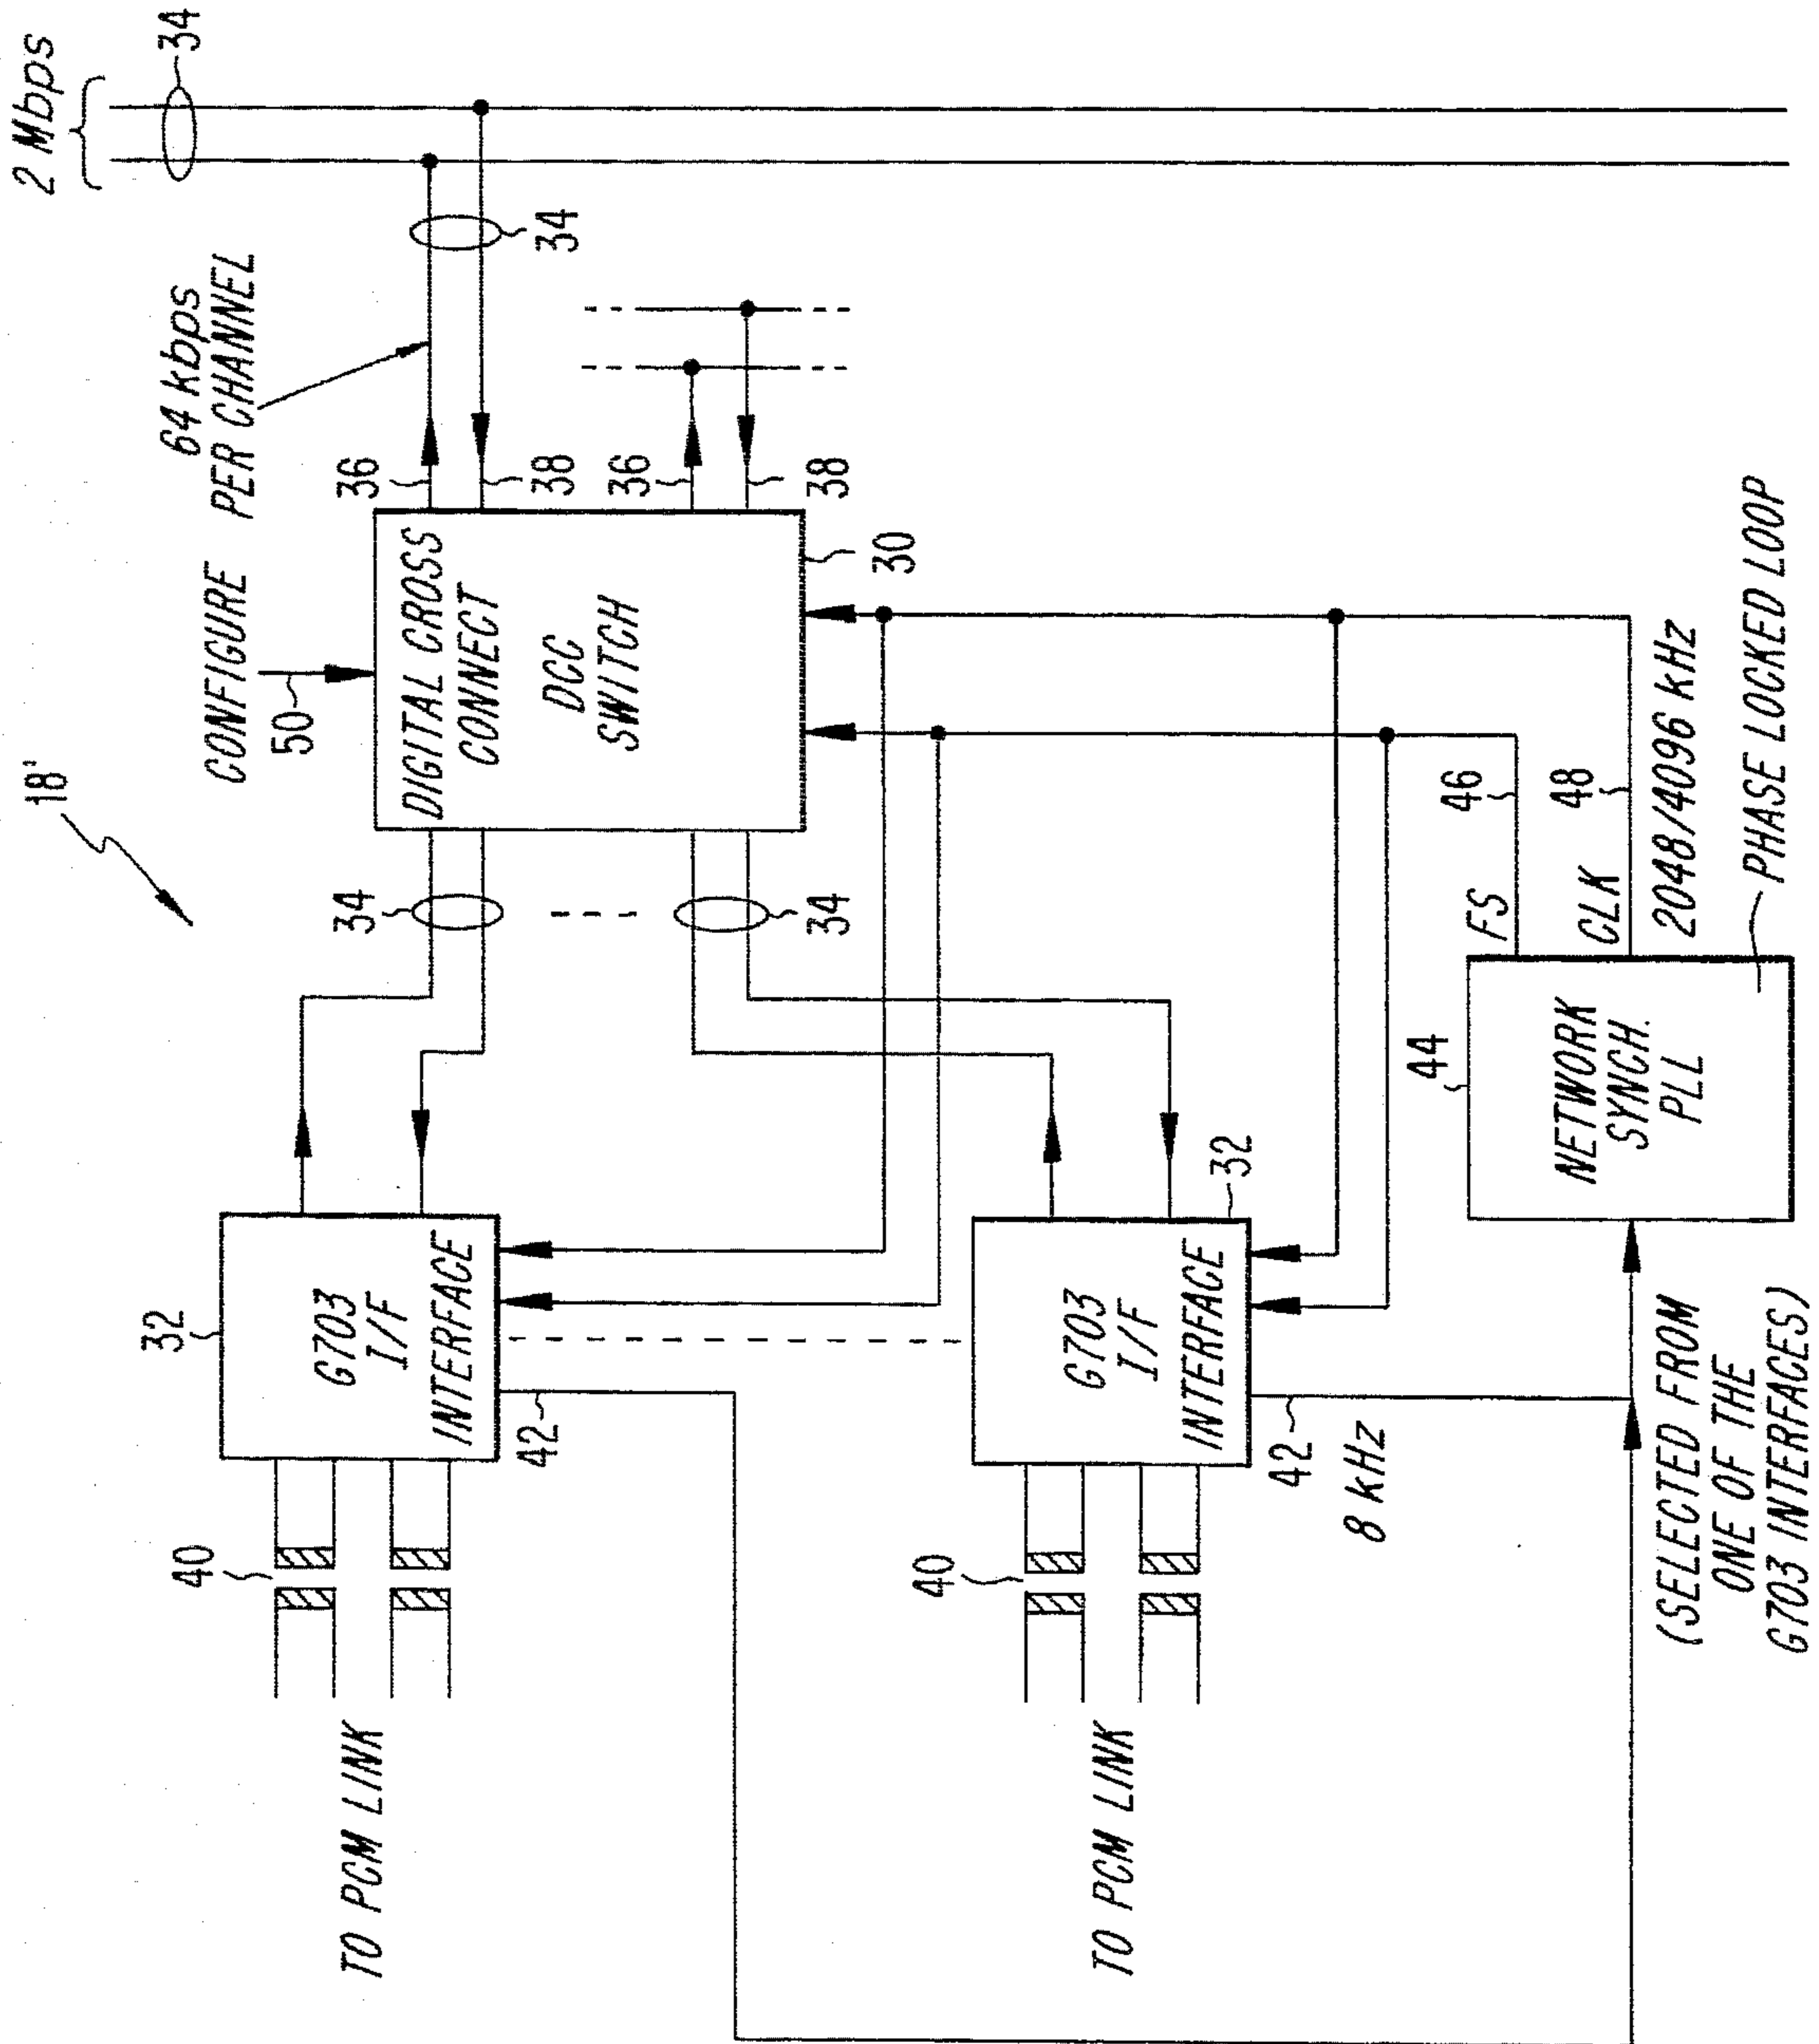 18'
2 Mbps
34
64 kbps
PER CHANNEL
34
CONFIGURE
50
36
38
36
38
DIGITAL CROSS
CONNECT
DCC
SWITCH
30
34
34
32
G703
I/F
INTERFACE
40
TO PCM LINK
42
32
G703
I/F
INTERFACE
40
TO PCM LINK
42
8 kHz
44
NETWORK
SYNCH.
PLL
FS
46
CLK
48
2048/4096 kHz
PHASE LOCKED LOOP
(SELECTED FROM
ONE OF THE
G703 INTERFACES)